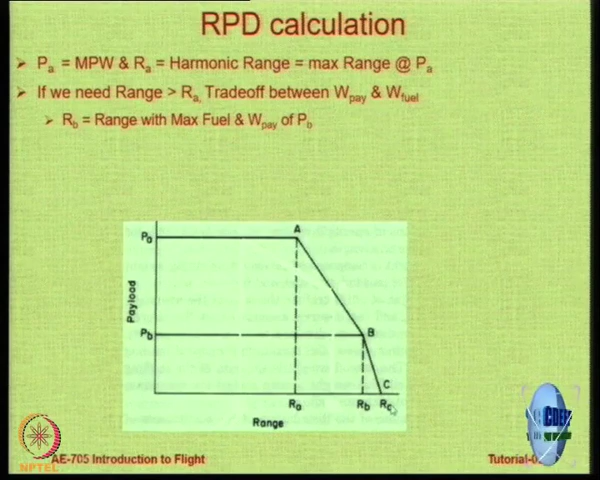 RPD calculation
➢ Pa = MPW & Ra = Harmonic Range = max Range @ Pa
➢ If we need Range > Ra, Tradeoff between Wpay & Wfuel
➢ Rb = Range with Max Fuel & Wpay of Pb
A
Pa
Payload
Pb
B
C
Ra
Rb
Rc
Range
CDEEP
NPTEL
AE-705 Introduction to Flight
Tutorial-0